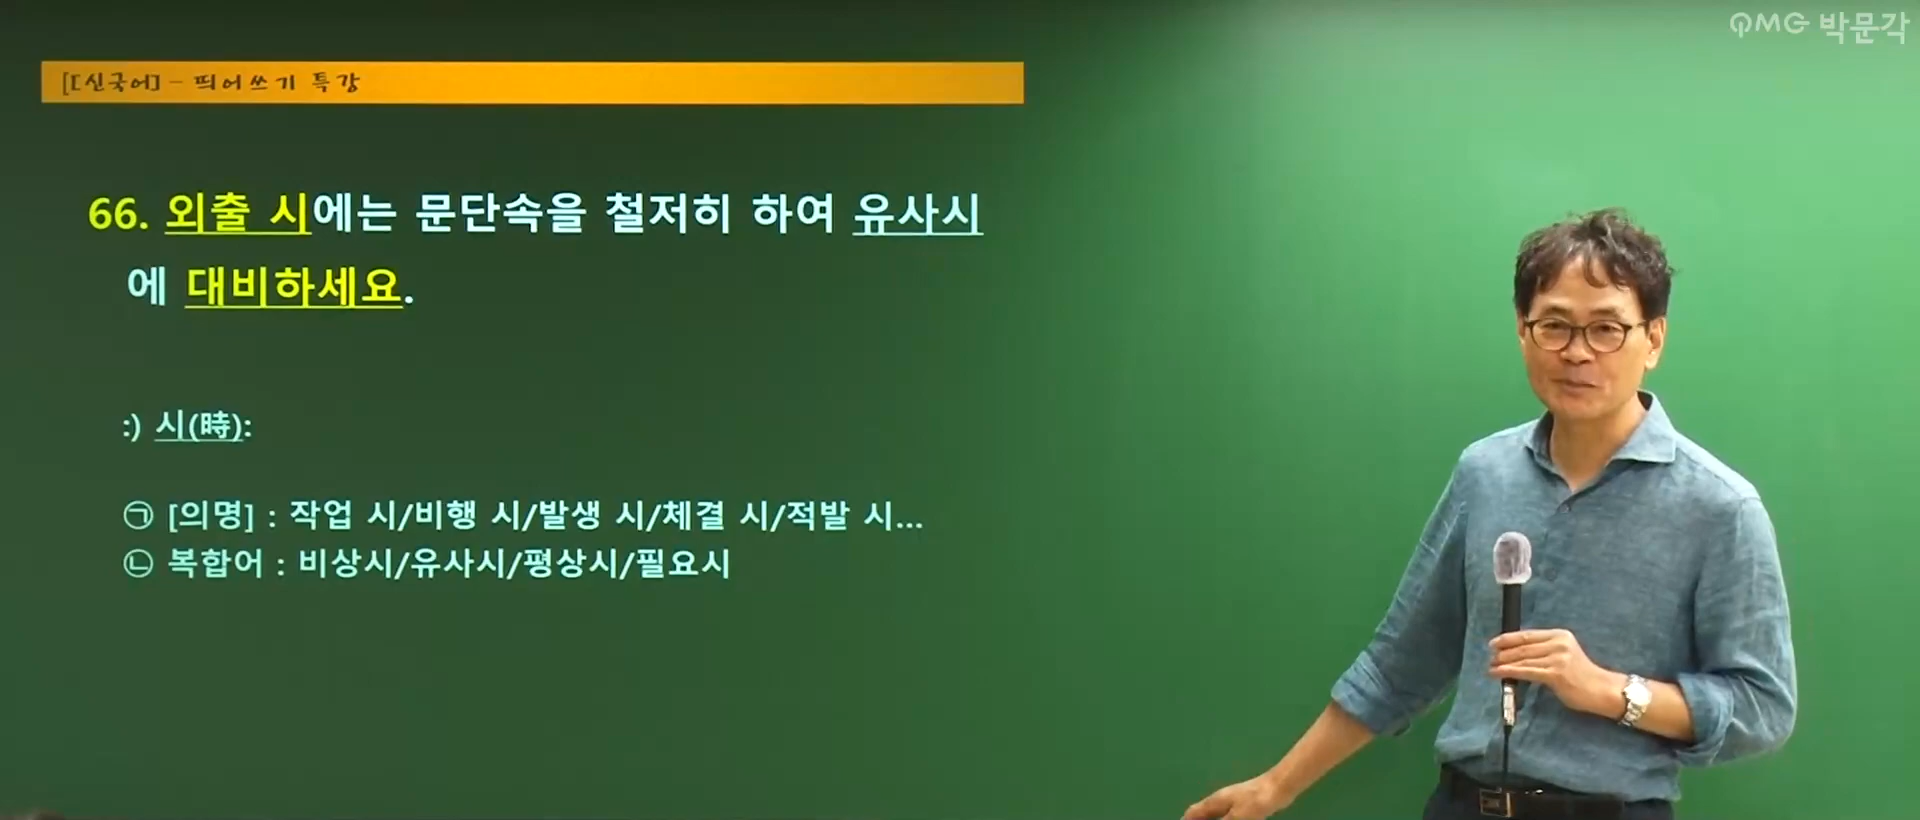 PMG 박문각
[[신국어] - 띄어쓰기 특강
66. 외출 시에는 문단속을 철저히 하여 유사시
에 대비하세요.
:) 시(時):
㉠ [의명] : 작업 시/비행 시/발생 시/체결 시/적발 시...
㉡ 복합어 : 비상시/유사시/평상시/필요시